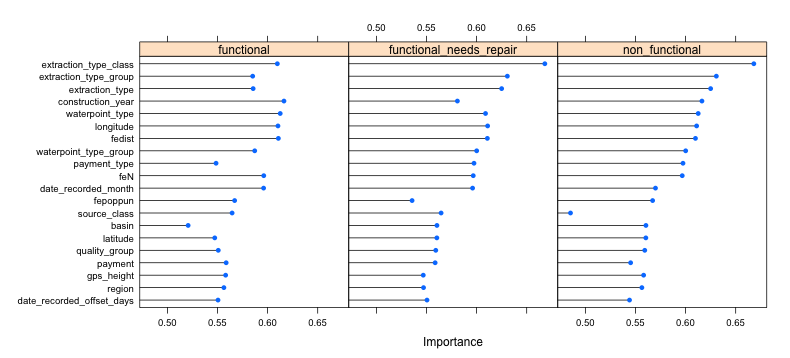 0.50 0.55 0.60 0.65
functional functional_needs_repair non_functional
extraction_type_class
extraction_type_group
extraction_type
construction_year
waterpoint_type
longitude
fedist
waterpoint_type_group
payment_type
feN
date_recorded_month
fepoppun
source_class
basin
latitude
quality_group
payment
gps_height
region
date_recorded_offset_days
0.50 0.55 0.60 0.65 0.50 0.55 0.60 0.65
Importance